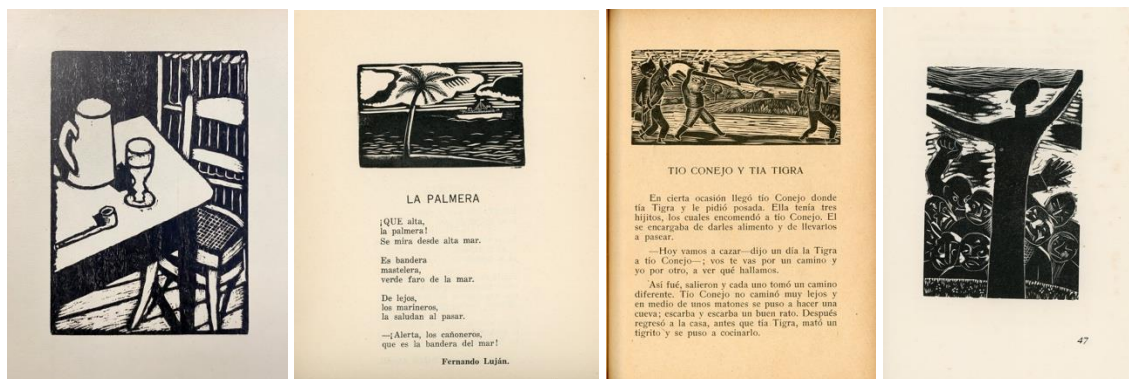 LA PALMERA
¡QUE alta,
la palmera!
Se mira desde alta mar.
Es bandera
mastelera,
verde faro de la mar.
De lejos,
los marineros,
la saludan al pasar.
—¡Alerta, los cañoneros,
que es la bandera del mar!
Fernando Luján.
TIO CONEJO Y TIA TIGRA
En cierta ocasión llegó tío Conejo donde
tía Tigra y le pidió posada. Ella tenía tres
hijitos, los cuales encomendó a tío Conejo. El
se encargaba de darles alimento y de llevarlos
a pasear.
—Hoy vamos a cazar—dijo un día la Tigra
a tío Conejo—; vos te vas por un camino y
yo por otro, a ver qué hallamos.
Así fué, salieron y cada uno tomó un camino
diferente. Tío Conejo no caminó muy lejos y
en medio de unos matones se puso a hacer una
cueva; escarba y escarba un buen rato. Después
regresó a la casa, antes que tía Tigra, mató un
tigrito y se puso a cocinarlo.
47